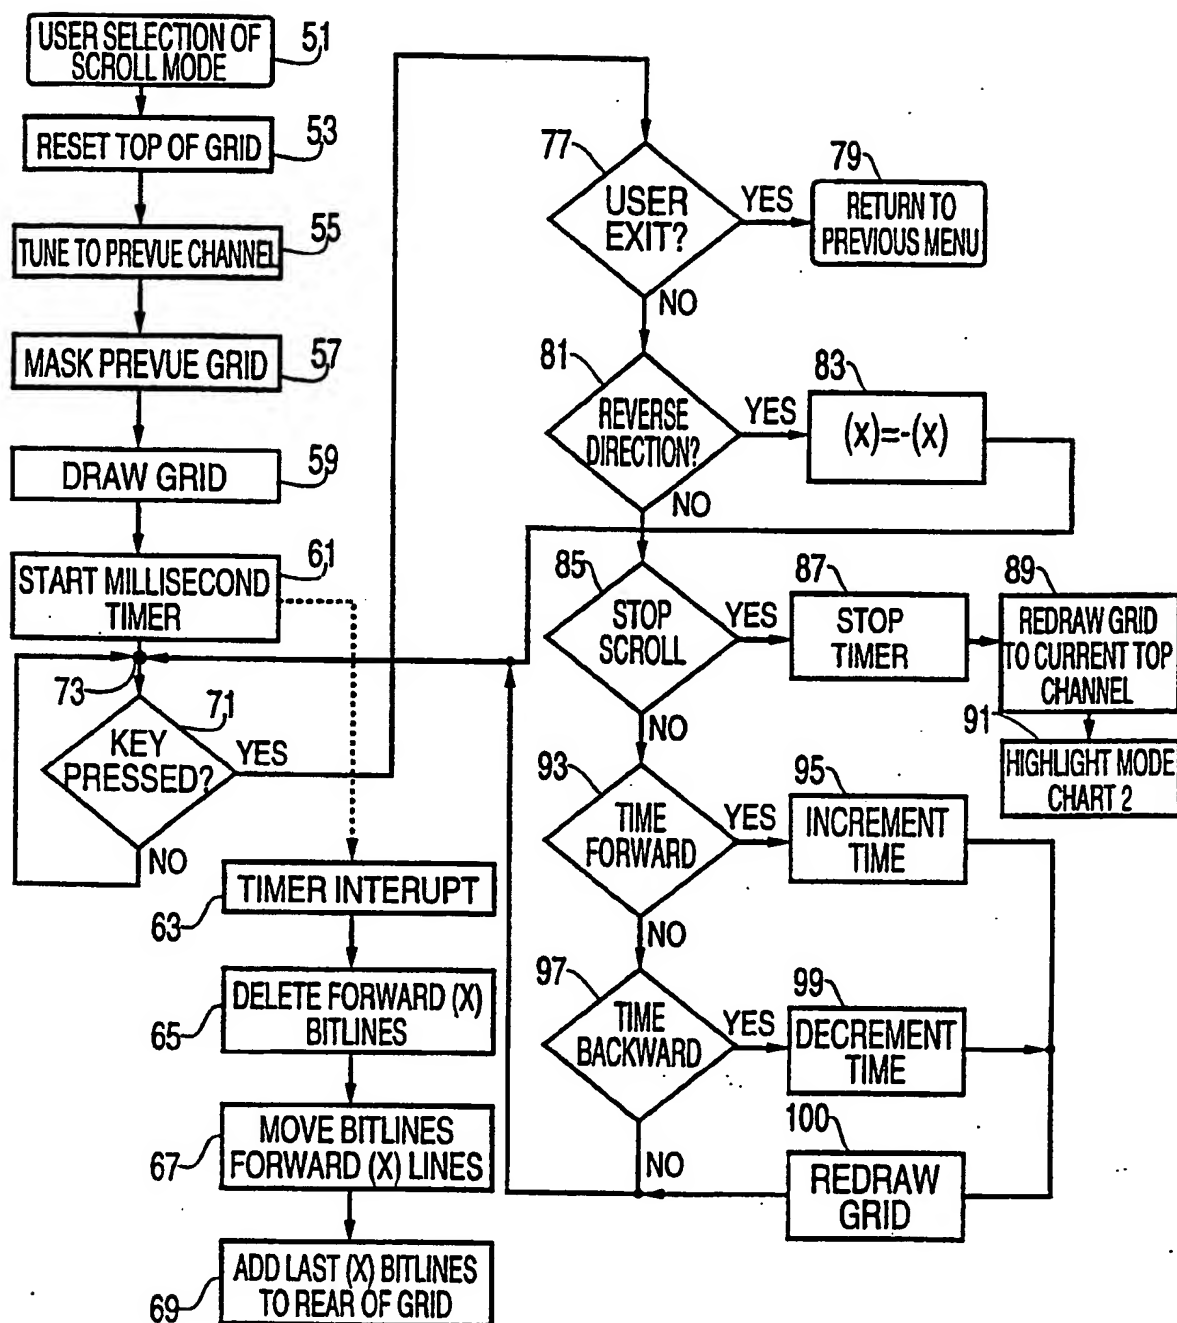 USER SELECTION OF
SCROLL MODE
51
RESET TOP OF GRID
53
TUNE TO PREVUE CHANNEL
55
MASK PREVUE GRID
57
DRAW GRID
59
START MILLISECOND
TIMER
61
73
KEY
PRESSED?
71
YES
NO
TIMER INTERUPT
63
DELETE FORWARD (X)
BITLINES
65
MOVE BITLINES
FORWARD (X) LINES
67
ADD LAST (X) BITLINES
TO REAR OF GRID
69
77
USER
EXIT?
YES
NO
79
RETURN TO
PREVIOUS MENU
81
REVERSE
DIRECTION?
YES
NO
83
(X)=-(X)
85
STOP
SCROLL
YES
NO
87
STOP
TIMER
89
REDRAW GRID
TO CURRENT TOP
CHANNEL
91
HIGHLIGHT MODE
CHART 2
93
TIME
FORWARD
YES
NO
95
INCREMENT
TIME
97
TIME
BACKWARD
YES
NO
99
DECREMENT
TIME
100
REDRAW
GRID